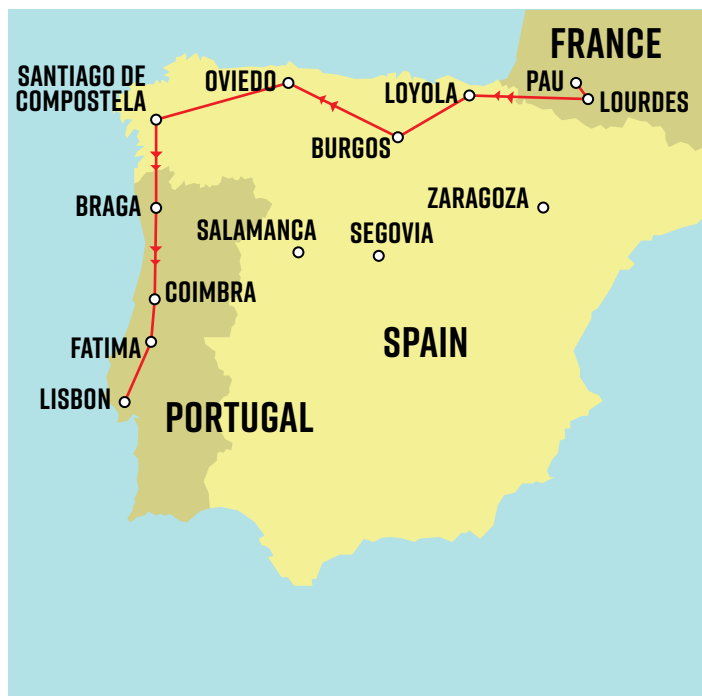 FRANCE
SANTIAGO DE
COMPOSTELA
OVIEDO
LOYOLA
PAU
LOURDES
BURGOS
BRAGA
ZARAGOZA
SALAMANCA
SEGOVIA
COIMBRA
FATIMA
SPAIN
LISBON
PORTUGAL